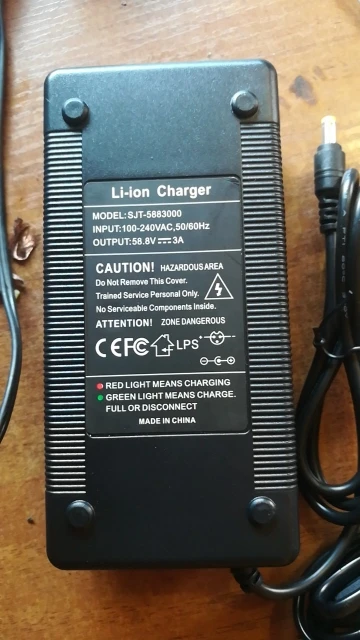 Li-ion Charger
MODEL:SJT-5883000
INPUT:100-240VAC,50/60Hz
OUTPUT:58.8V⎓3A
CAUTION! HAZARDOUS AREA
Do Not Remove This Cover.
Trained Service Personal Only.
No Serviceable Components Inside.
ATTENTION! ZONE DANGEROUS
CE FC LPS
RED LIGHT MEANS CHARGING
GREEN LIGHT MEANS CHARGE.
FULL OR DISCONNECT
MADE IN CHINA